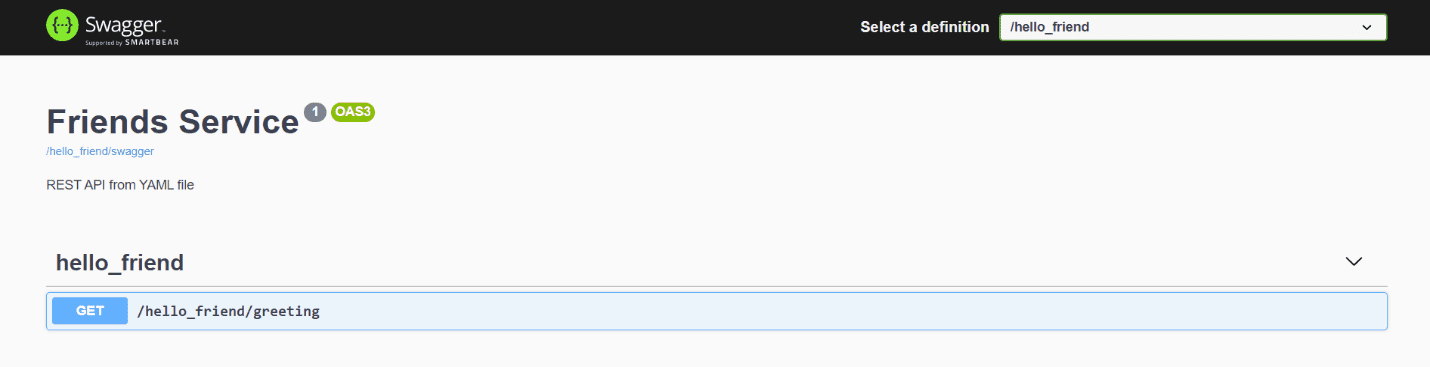 Swagger
Supported by SMARTBEAR
Select a definition
/hello_friend
Friends Service 1 OAS3
/hello_friend/swagger
REST API from YAML file
hello_friend
GET /hello_friend/greeting